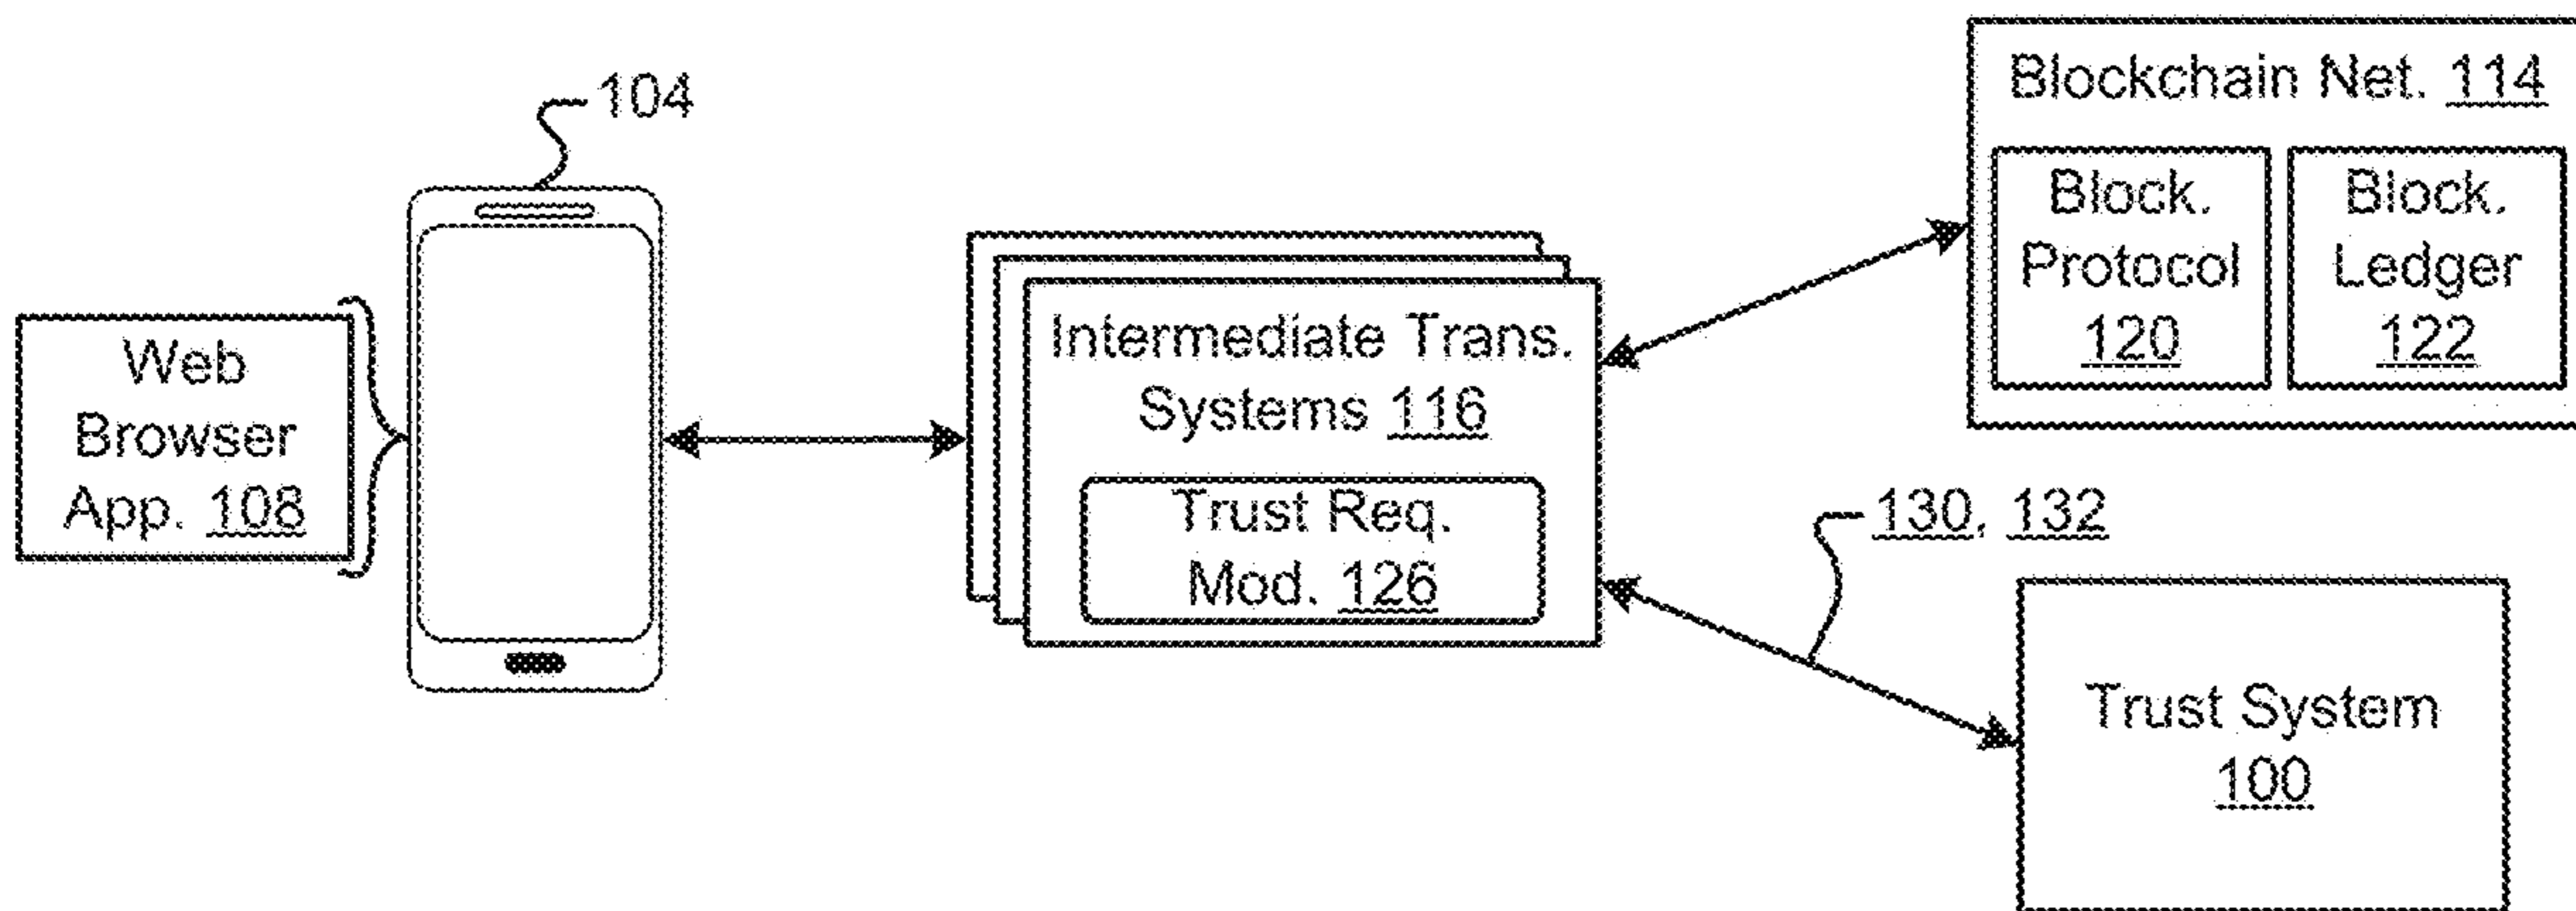 104
Web
Browser
App. 108
Intermediate Trans.
Systems 116
Trust Req.
Mod. 126
Blockchain Net. 114
Block.
Protocol
120
Block.
Ledger
122
130, 132
Trust System
100